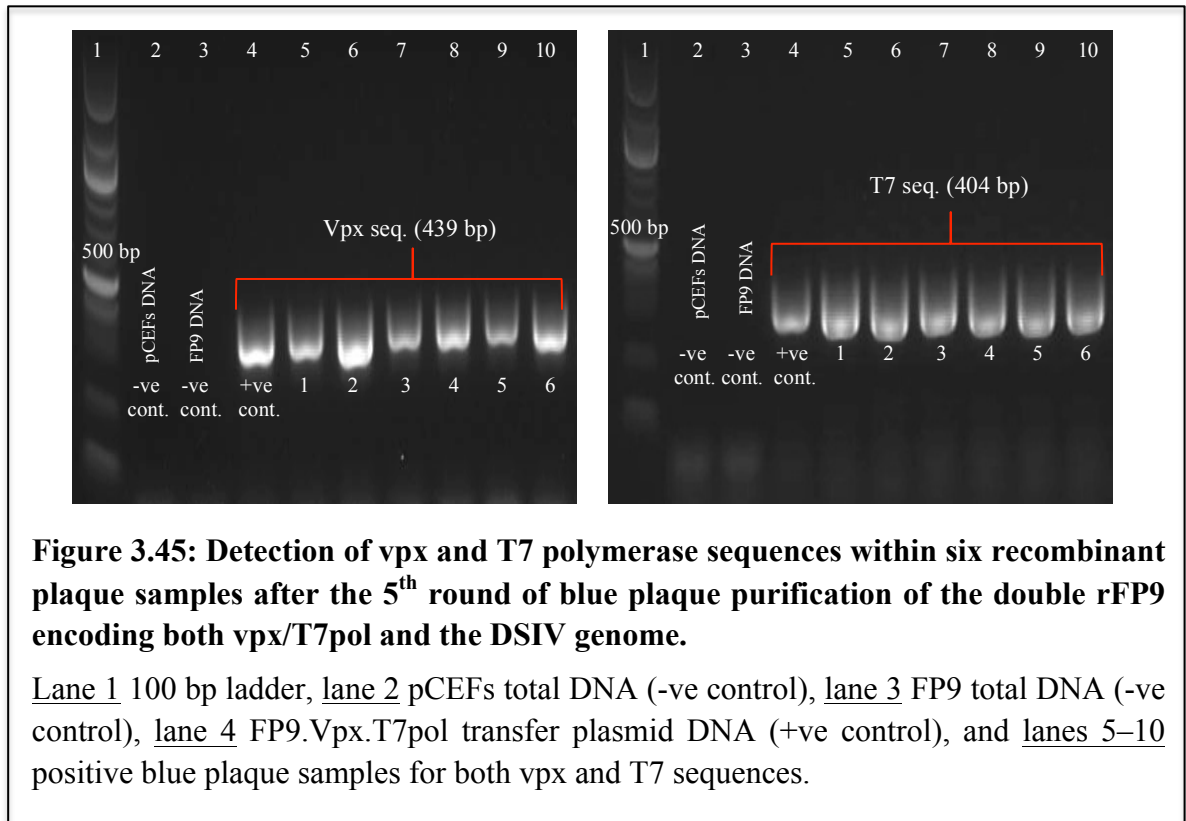 1 2 3 4 5 6 7 8 9 10
Vpx seq. (439 bp)
500 bp
pCEFs DNA
FP9 DNA
-ve cont.
-ve cont.
+ve cont.
1 2 3 4 5 6
1 2 3 4 5 6 7 8 9 10
T7 seq. (404 bp)
500 bp
pCEFs DNA
FP9 DNA
-ve cont.
-ve cont.
+ve cont.
1 2 3 4 5 6
Figure 3.45: Detection of vpx and T7 polymerase sequences within six recombinant
plaque samples after the 5th round of blue plaque purification of the double rFP9
encoding both vpx/T7pol and the DSIV genome.
Lane 1 100 bp ladder, lane 2 pCEFs total DNA (-ve control), lane 3 FP9 total DNA (-ve
control), lane 4 FP9.Vpx.T7pol transfer plasmid DNA (+ve control), and lanes 5–10
positive blue plaque samples for both vpx and T7 sequences.